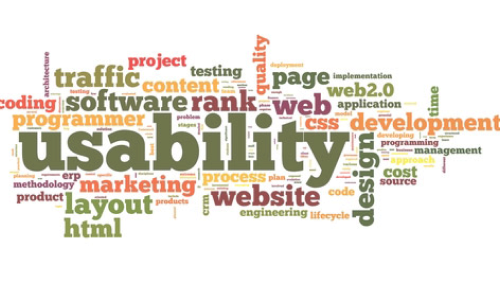 project
quality
deployment
architecture
traffic
testing
page
implementation
content
web2.0
testing
coding
software
rank
web
application
time
programmer
problem
css
development
stages
usability
developing
programming
management
design
approach
planning
erp
process
plan
cost
methodology
marketing
source
product
website
code
layout
products
crm
engineering
lifecycle
html